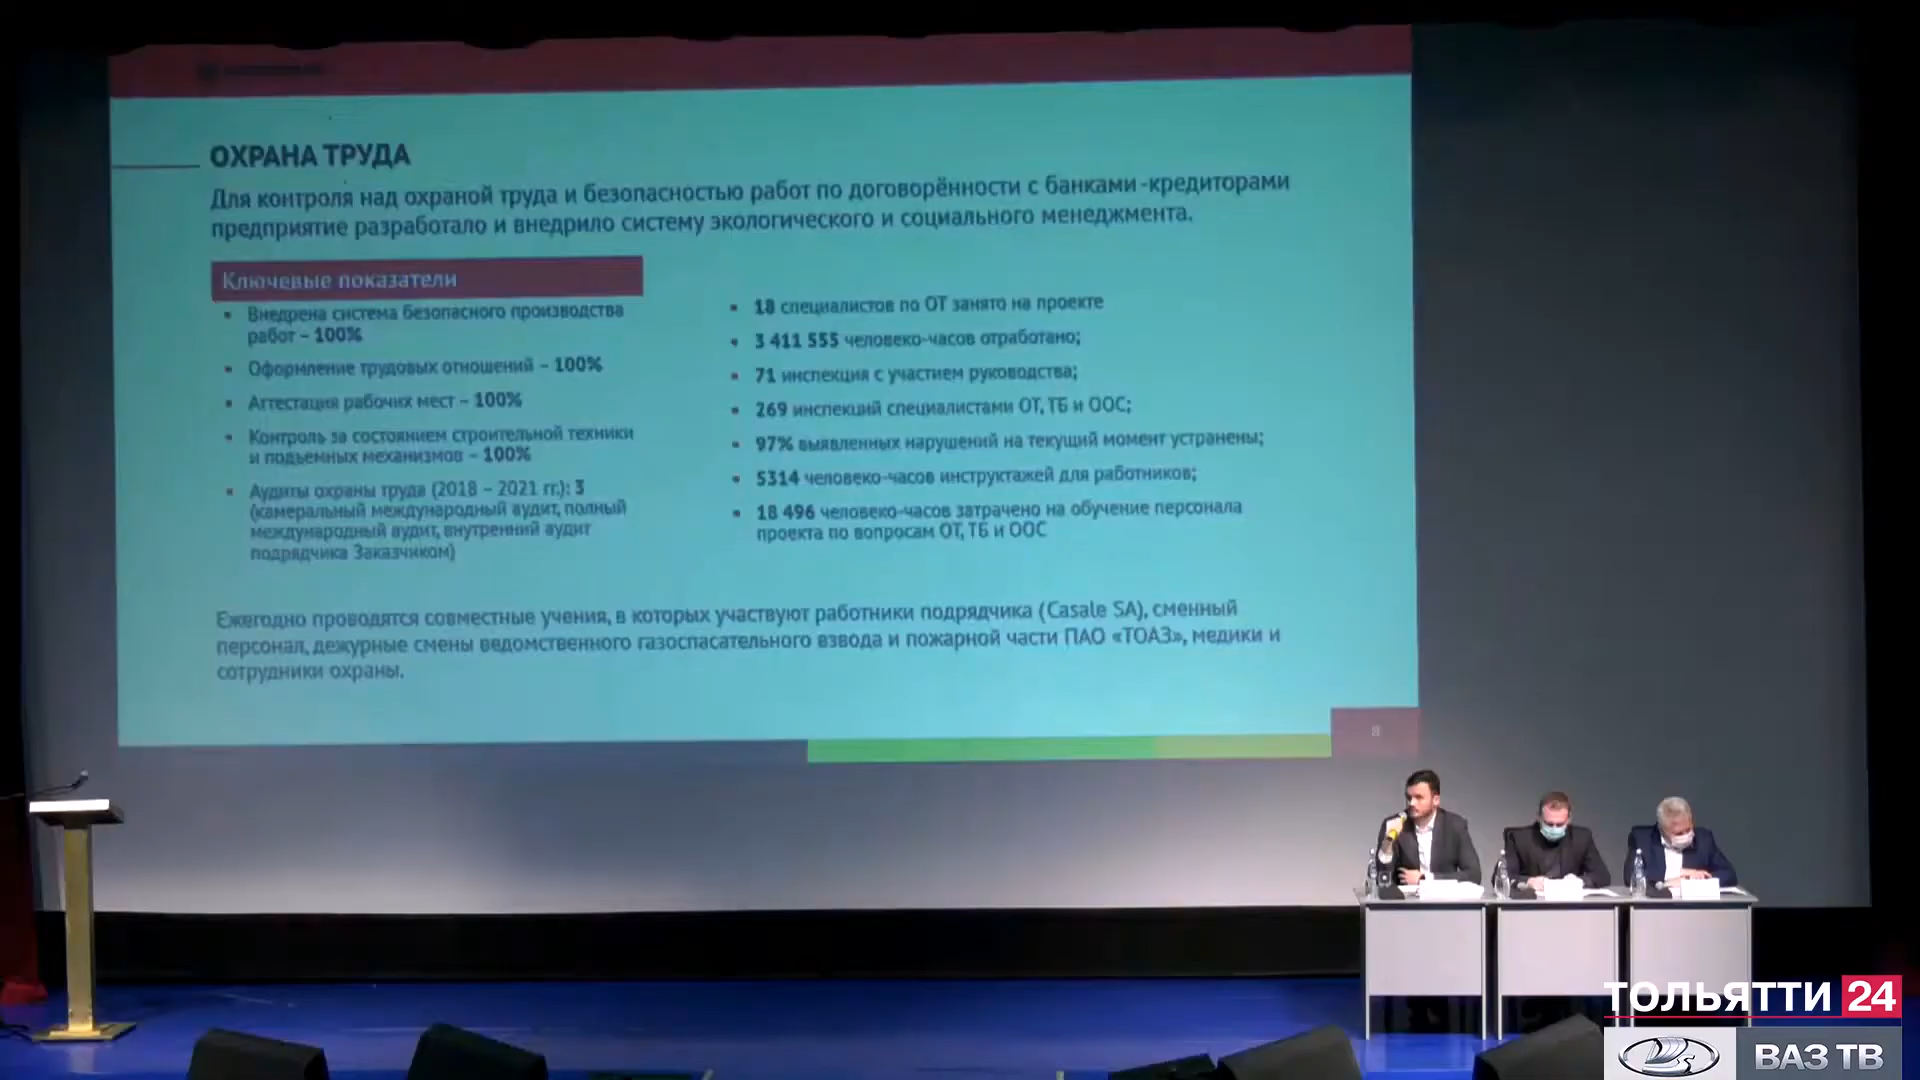 ОХРАНА ТРУДА
Для контроля над охраной труда и безопасностью работ по договорённости с банками-кредиторами
предприятие разработало и внедрило систему экологического и социального менеджмента.
Ключевые показатели
▪ Внедрена система безопасного производства
работ – 100%
▪ Оформление трудовых отношений – 100%
▪ Аттестация рабочих мест – 100%
▪ Контроль за состоянием строительной техники
и подъемных механизмов – 100%
▪ Аудиты охраны труда (2018 – 2021 гг.): 3
(камеральный международный аудит, полный
международный аудит, внутренний аудит
подрядчика Заказчиком)
▪ 18 специалистов по ОТ занято на проекте
▪ 3 411 555 человеко-часов отработано;
▪ 71 инспекция с участием руководства;
▪ 269 инспекций специалистами ОТ, ТБ и ООС;
▪ 97% выявленных нарушений на текущий момент устранены;
▪ 5314 человеко-часов инструктажей для работников;
▪ 18 496 человеко-часов затрачено на обучение персонала
проекта по вопросам ОТ, ТБ и ООС
Ежегодно проводятся совместные учения, в которых участвуют работники подрядчика (Casale SA), сменный
персонал, дежурные смены ведомственного газоспасательного взвода и пожарной части ПАО «ТОАЗ», медики и
сотрудники охраны.
8
ТОЛЬЯТТИ 24
ВАЗ ТВ